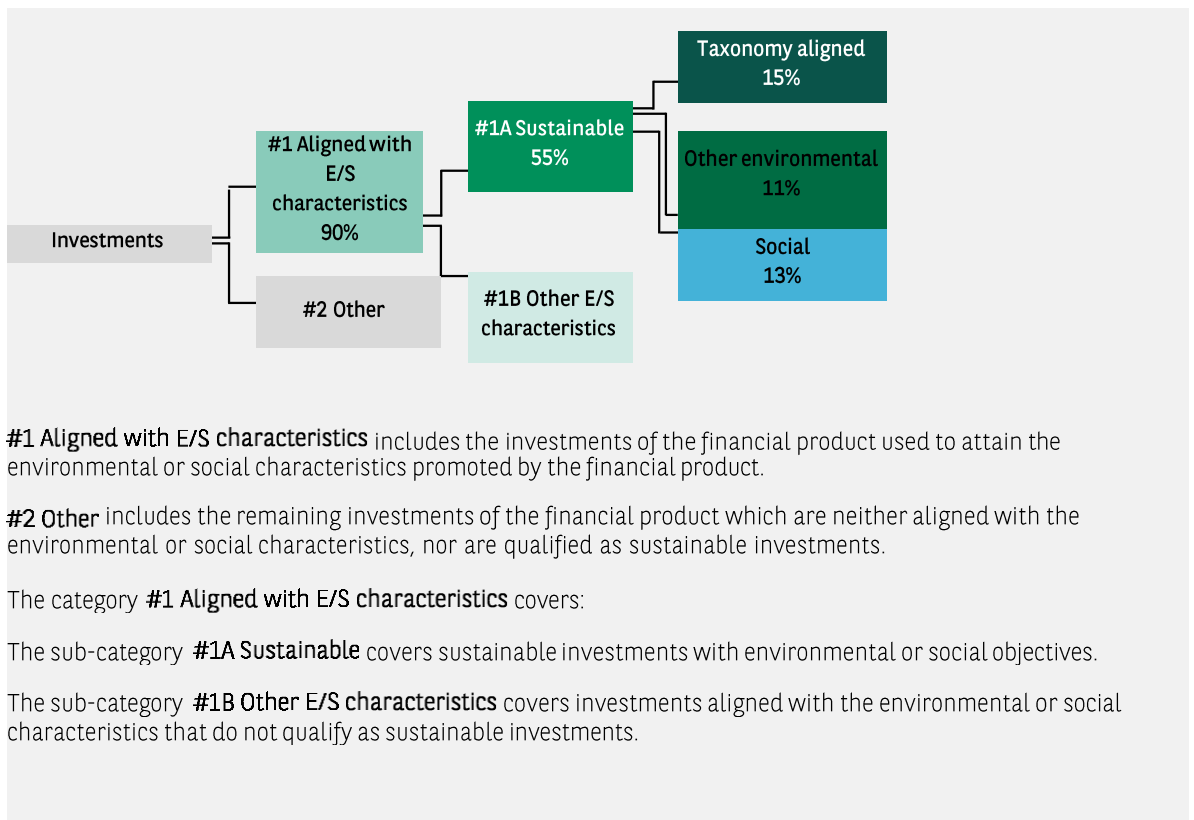 Taxonomy aligned
15%
#1A Sustainable
55%
#1 Aligned with
E/S
characteristics
90%
Other environmental
11%
Investments
Social
13%
#2 Other
#1B Other E/S
characteristics
#1 Aligned with E/S characteristics includes the investments of the financial product used to attain the
environmental or social characteristics promoted by the financial product.
#2 Other includes the remaining investments of the financial product which are neither aligned with the
environmental or social characteristics, nor are qualified as sustainable investments.
The category #1 Aligned with E/S characteristics covers:
The sub-category #1A Sustainable covers sustainable investments with environmental or social objectives.
The sub-category #1B Other E/S characteristics covers investments aligned with the environmental or social
characteristics that do not qualify as sustainable investments.